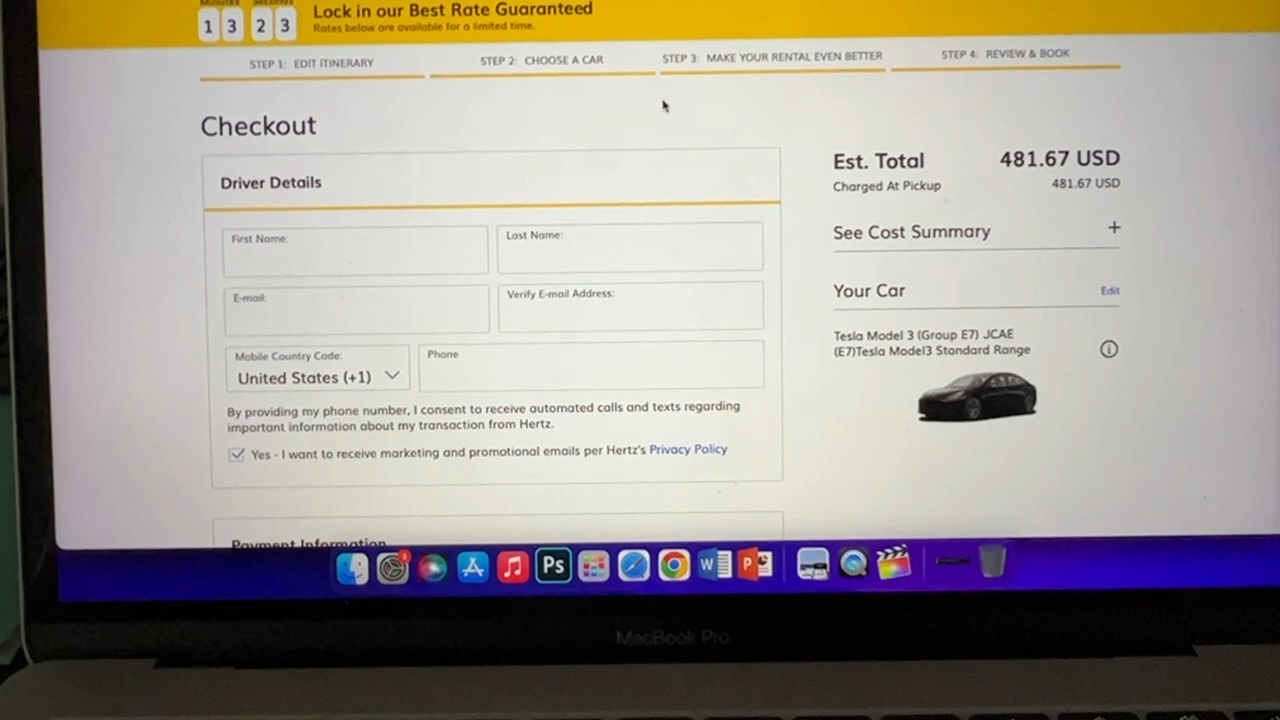 Minutes Seconds
13 23
Lock in our Best Rate Guaranteed
Rates below are available for a limited time.
STEP 1: EDIT ITINERARY
STEP 2: CHOOSE A CAR
STEP 3: MAKE YOUR RENTAL EVEN BETTER
STEP 4: REVIEW & BOOK
Checkout
Driver Details
First Name:
Last Name:
E-mail:
Verify E-mail Address:
Mobile Country Code:
United States (+1)
Phone
By providing my phone number, I consent to receive automated calls and texts regarding
important information about my transaction from Hertz.
Yes - I want to receive marketing and promotional emails per Hertz's Privacy Policy
Payment Information
Est. Total 481.67 USD
Charged At Pickup 481.67 USD
See Cost Summary +
Your Car Edit
Tesla Model 3 (Group E7) JCAE
(E7)Tesla Model3 Standard Range
Ps
W
P
MacBook Pro